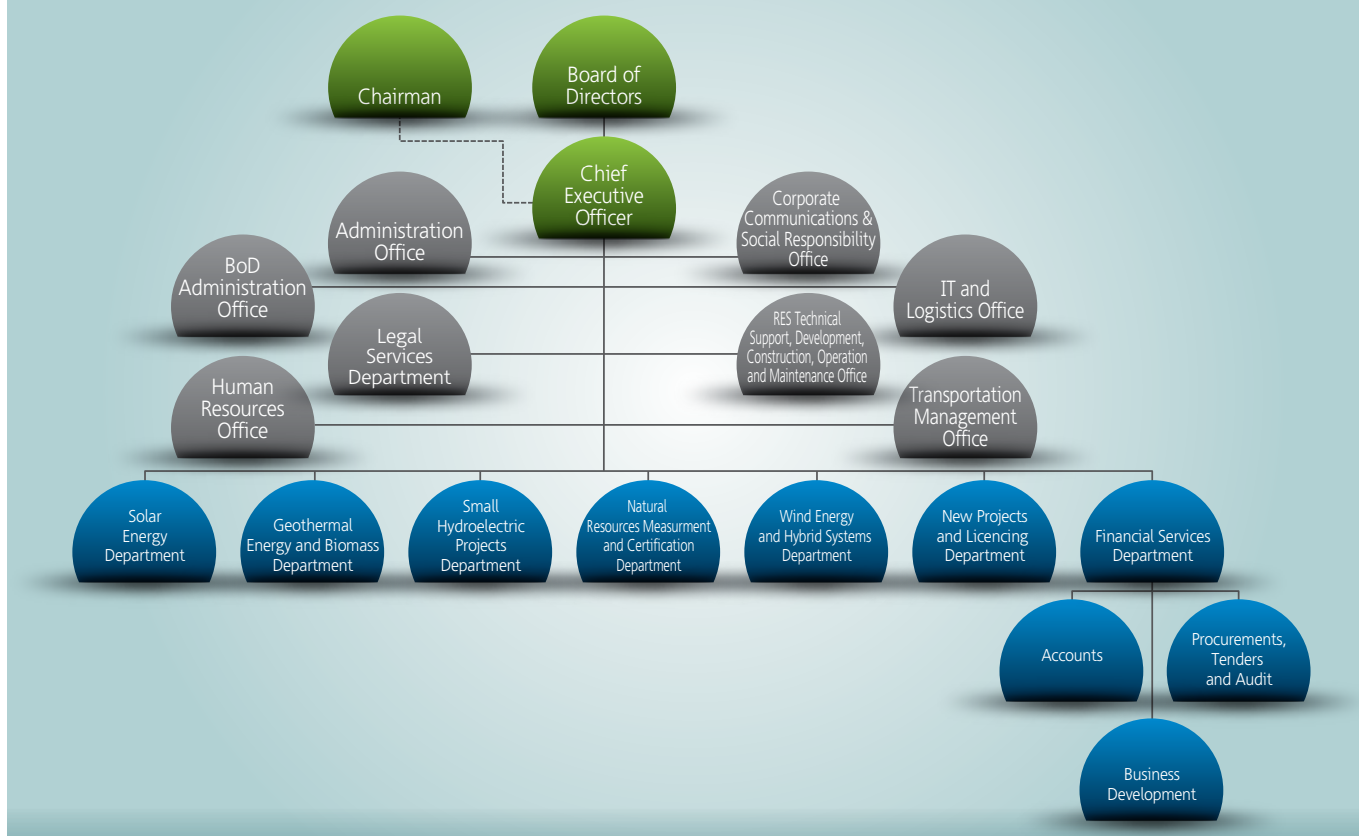 Chairman
Board of
Directors
Chief
Executive
Officer
Administration
Office
Corporate
Communications &
Social Responsibility
Office
BoD
Administration
Office
IT and
Logistics Office
Legal
Services
Department
RES Technical
Support, Development,
Construction, Operation
and Maintenance Office
Human
Resources
Office
Transportation
Management
Office
Solar
Energy
Department
Geothermal
Energy and Biomass
Department
Small
Hydroelectric
Projects
Department
Natural
Resources Measurment
and Certification
Department
Wind Energy
and Hybrid Systems
Department
New Projects
and Licencing
Department
Financial Services
Department
Accounts
Procurements,
Tenders
and Audit
Business
Development